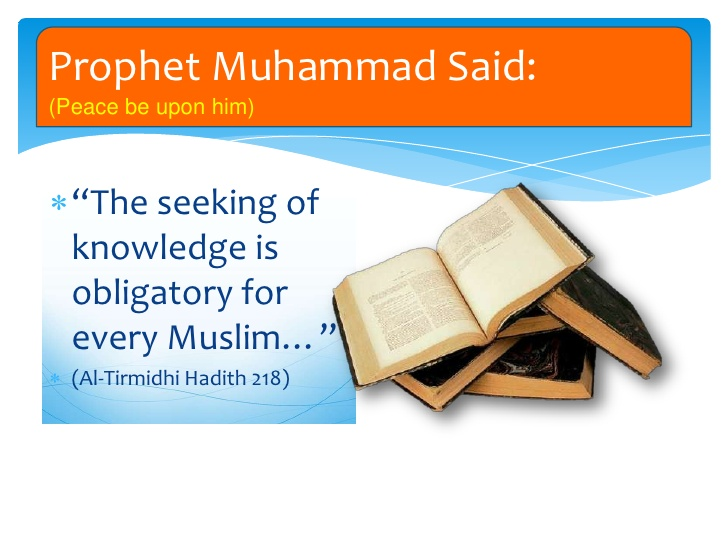 Prophet Muhammad Said:
(Peace be upon him)
“The seeking of
knowledge is
obligatory for
every Muslim…”
(Al-Tirmidhi Hadith 218)